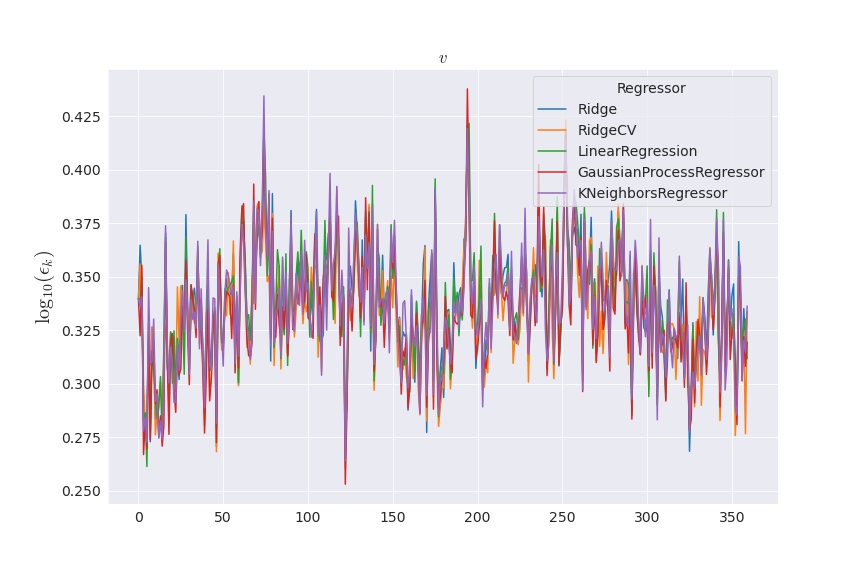 v
Regressor
Ridge
RidgeCV
LinearRegression
GaussianProcessRegressor
KNeighborsRegressor
log₁₀(ϵₖ)
0.425
0.400
0.375
0.350
0.325
0.300
0.275
0.250
0 50 100 150 200 250 300 350